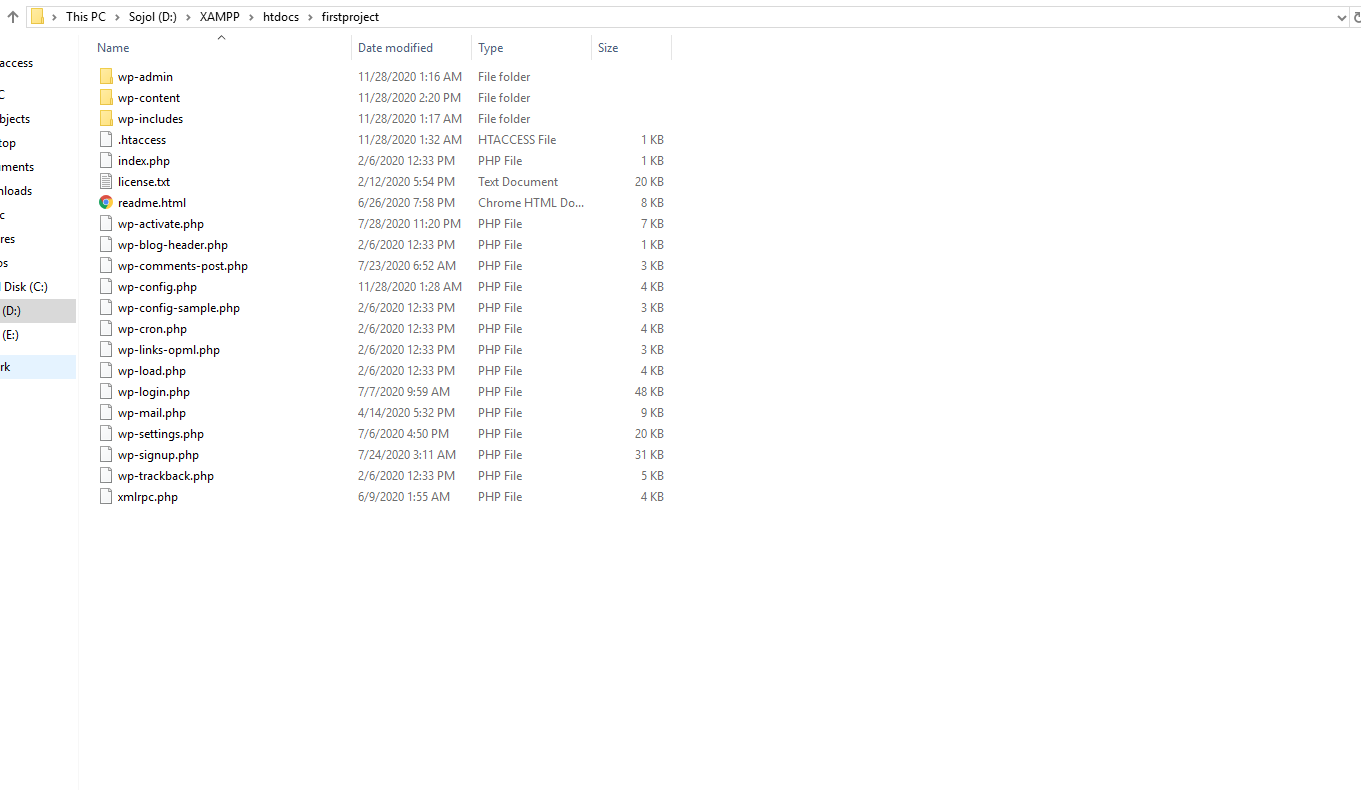 This PC > Sojol (D:) > XAMPP > htdocs > firstproject
Name Date modified Type Size
access
C
bjects
top
uments
nloads
c
res
os
l Disk (C:)
(D:)
(E:)
rk
wp-admin 11/28/2020 1:16 AM File folder
wp-content 11/28/2020 2:20 PM File folder
wp-includes 11/28/2020 1:17 AM File folder
.htaccess 11/28/2020 1:32 AM HTACCESS File 1 KB
index.php 2/6/2020 12:33 PM PHP File 1 KB
license.txt 2/12/2020 5:54 PM Text Document 20 KB
readme.html 6/26/2020 7:58 PM Chrome HTML Do... 8 KB
wp-activate.php 7/28/2020 11:20 PM PHP File 7 KB
wp-blog-header.php 2/6/2020 12:33 PM PHP File 1 KB
wp-comments-post.php 7/23/2020 6:52 AM PHP File 3 KB
wp-config.php 11/28/2020 1:28 AM PHP File 4 KB
wp-config-sample.php 2/6/2020 12:33 PM PHP File 3 KB
wp-cron.php 2/6/2020 12:33 PM PHP File 4 KB
wp-links-opml.php 2/6/2020 12:33 PM PHP File 3 KB
wp-load.php 2/6/2020 12:33 PM PHP File 4 KB
wp-login.php 7/7/2020 9:59 AM PHP File 48 KB
wp-mail.php 4/14/2020 5:32 PM PHP File 9 KB
wp-settings.php 7/6/2020 4:50 PM PHP File 20 KB
wp-signup.php 7/24/2020 3:11 AM PHP File 31 KB
wp-trackback.php 2/6/2020 12:33 PM PHP File 5 KB
xmlrpc.php 6/9/2020 1:55 AM PHP File 4 KB